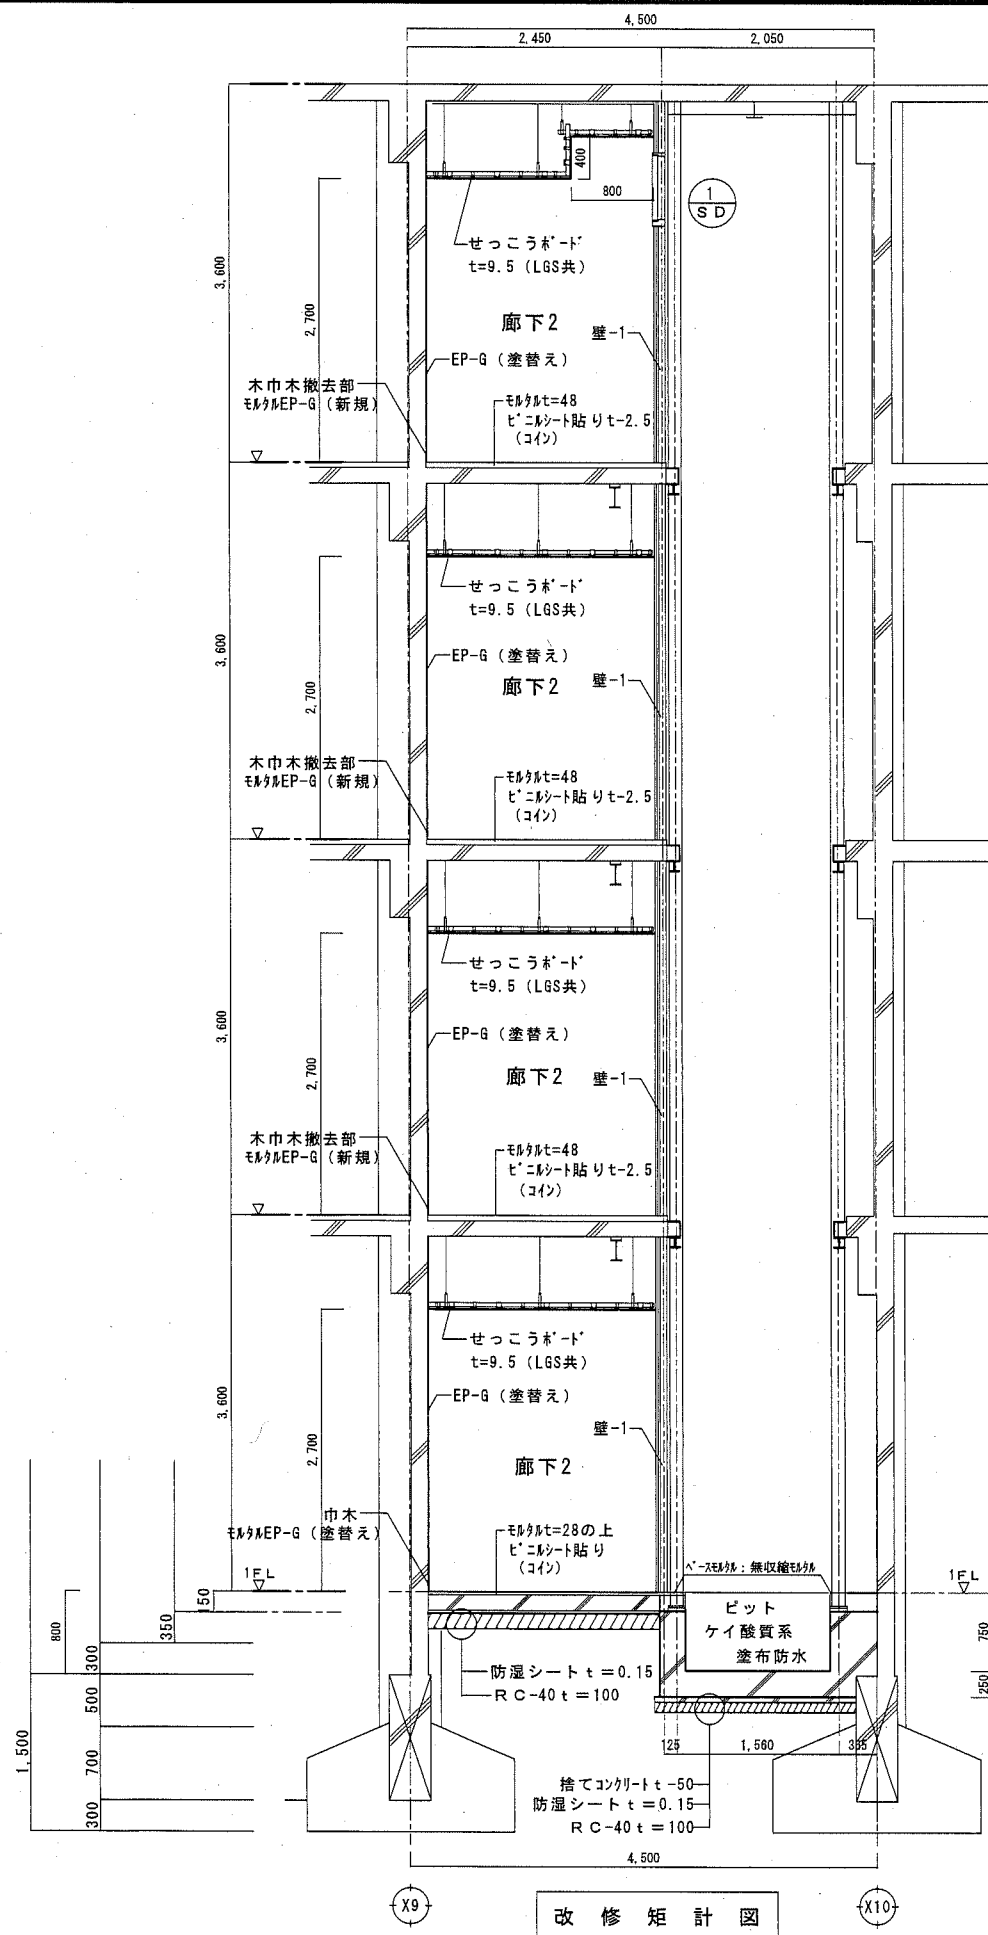 4,500
2,450
2,050
400
800
1
SD
せっこうボード
t=9.5 (LGS共)
3,600
2,700
廊下2
壁-1
EP-G (塗替え)
木巾木撤去部
モルタルEP-G (新規)
モルタルt=48
ビニルシート貼りt-2.5
(コイン)
せっこうボード
t=9.5 (LGS共)
3,600
2,700
EP-G (塗替え)
廊下2
壁-1
木巾木撤去部
モルタルEP-G (新規)
モルタルt=48
ビニルシート貼りt-2.5
(コイン)
せっこうボード
t=9.5 (LGS共)
3,600
2,700
EP-G (塗替え)
廊下2
壁-1
木巾木撤去部
モルタルEP-G (新規)
モルタルt=48
ビニルシート貼りt-2.5
(コイン)
せっこうボード
t=9.5 (LGS共)
3,600
2,700
EP-G (塗替え)
壁-1
廊下2
巾木
モルタルEP-G (塗替え)
モルタルt=28の上
ビニルシート貼り
(コイン)
ベースモルタル:無収縮モルタル
1FL
1FL
150
350
800
300
ピット
ケイ酸質系
塗布防水
750
250
防湿シートt=0.15
RC-40t=100
500
700
300
1,500
125
1,560
335
捨てコンクリートt-50
防湿シートt=0.15
RC-40t=100
4,500
X9
X10
改修矩計図